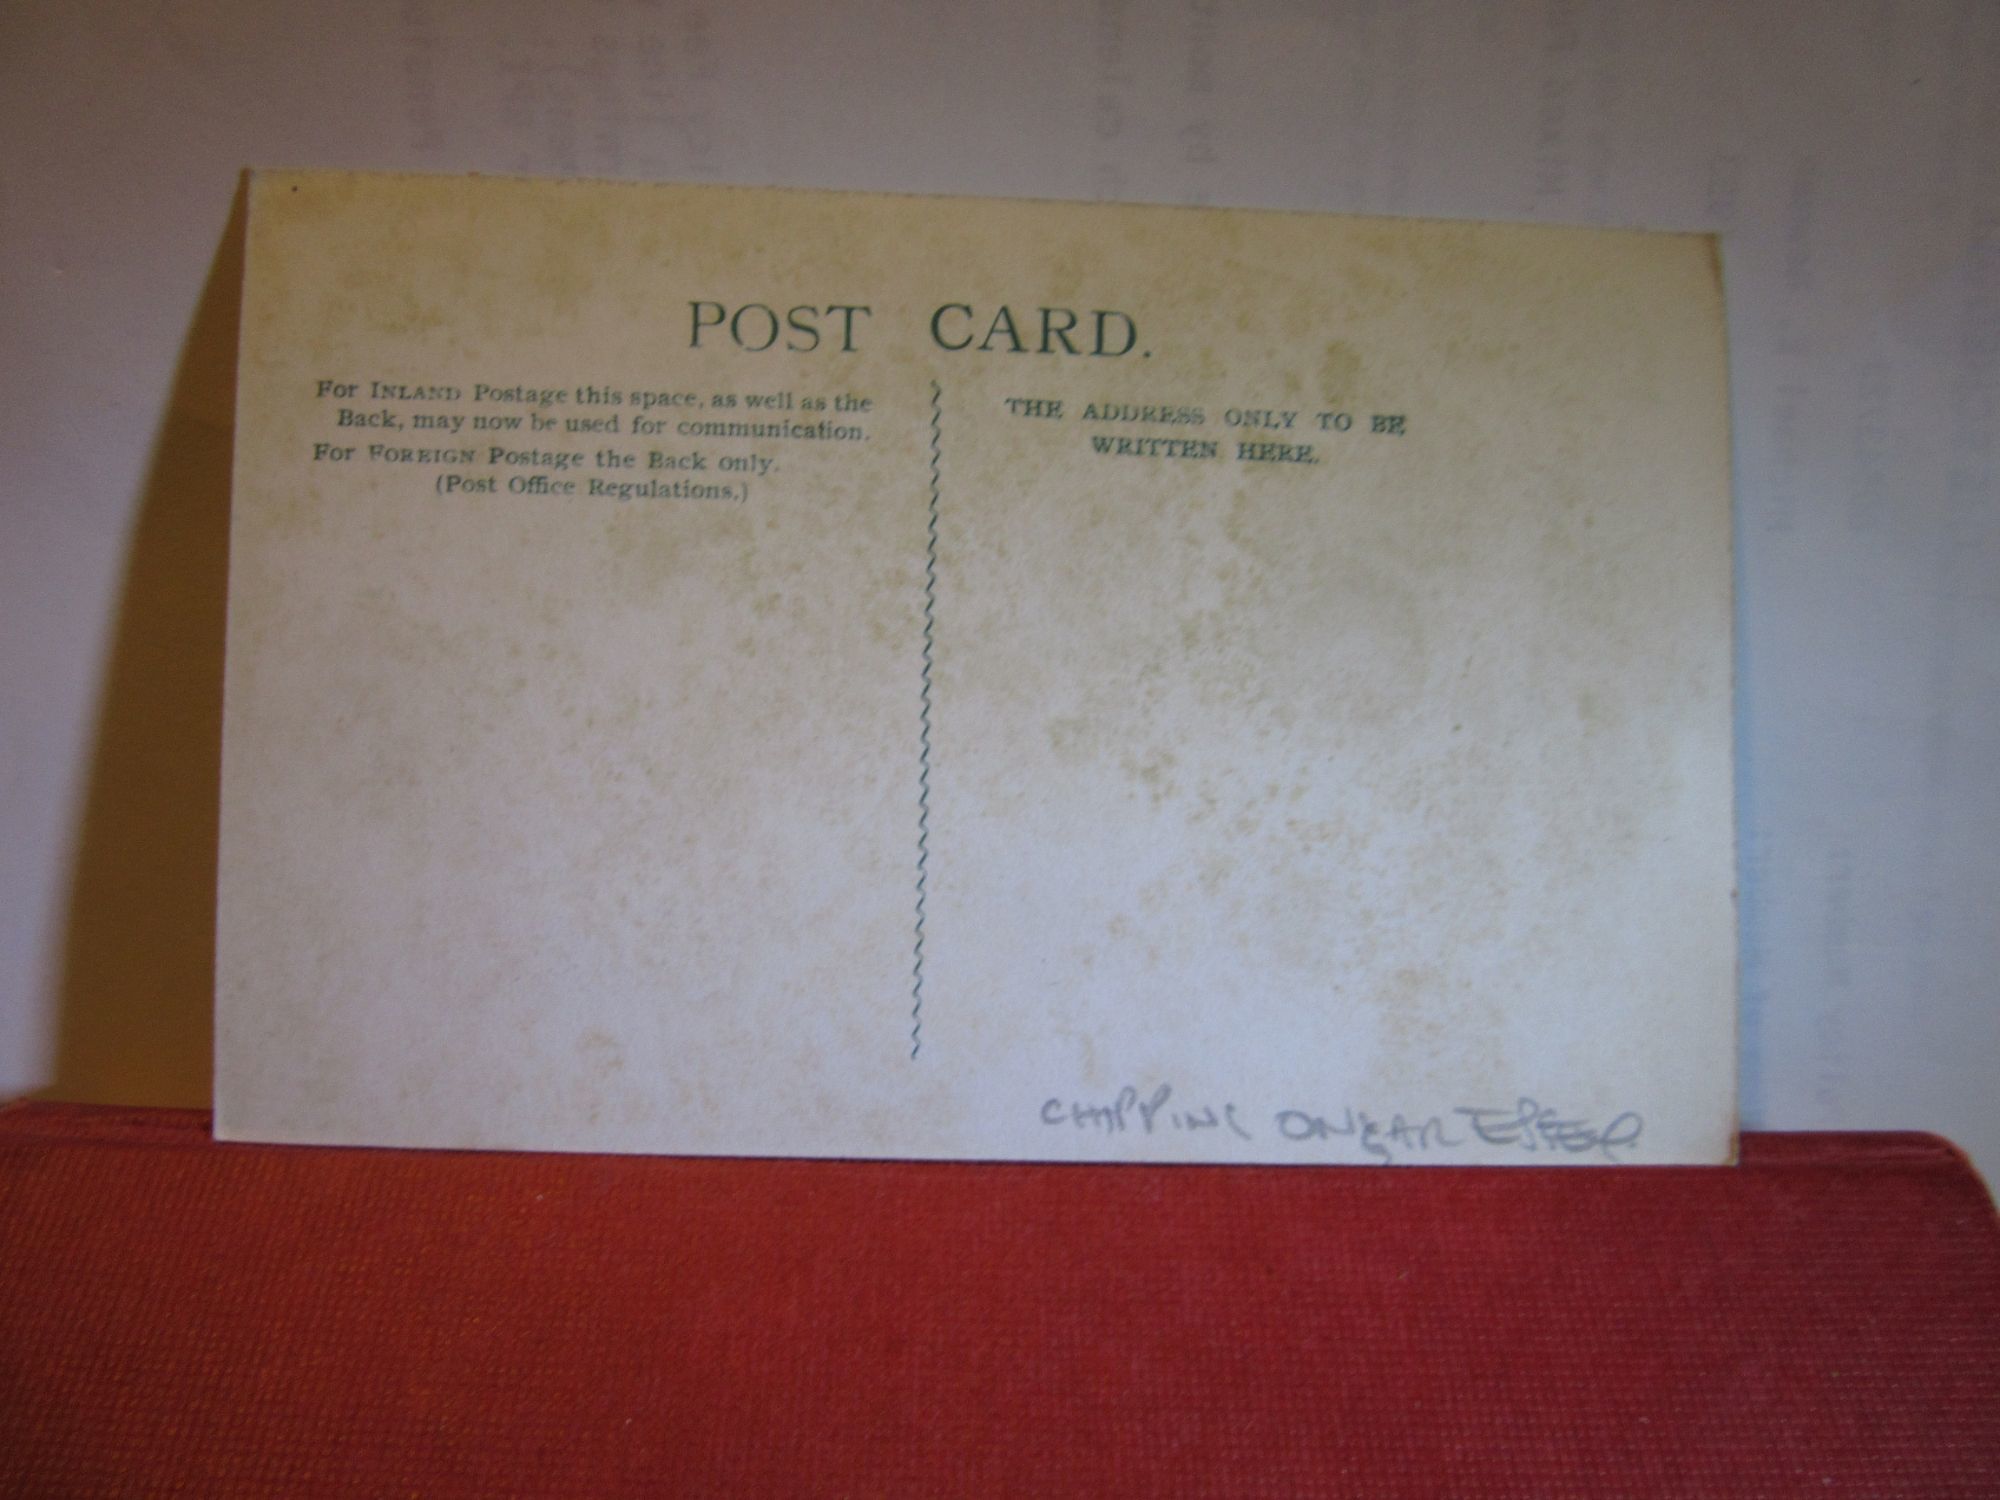 POST CARD.
For INLAND Postage this space, as well as the
Back, may now be used for communication.
For FOREIGN Postage the Back only.
(Post Office Regulations.)
THE ADDRESS ONLY TO BE
WRITTEN HERE.
CHIPPING ONGAR